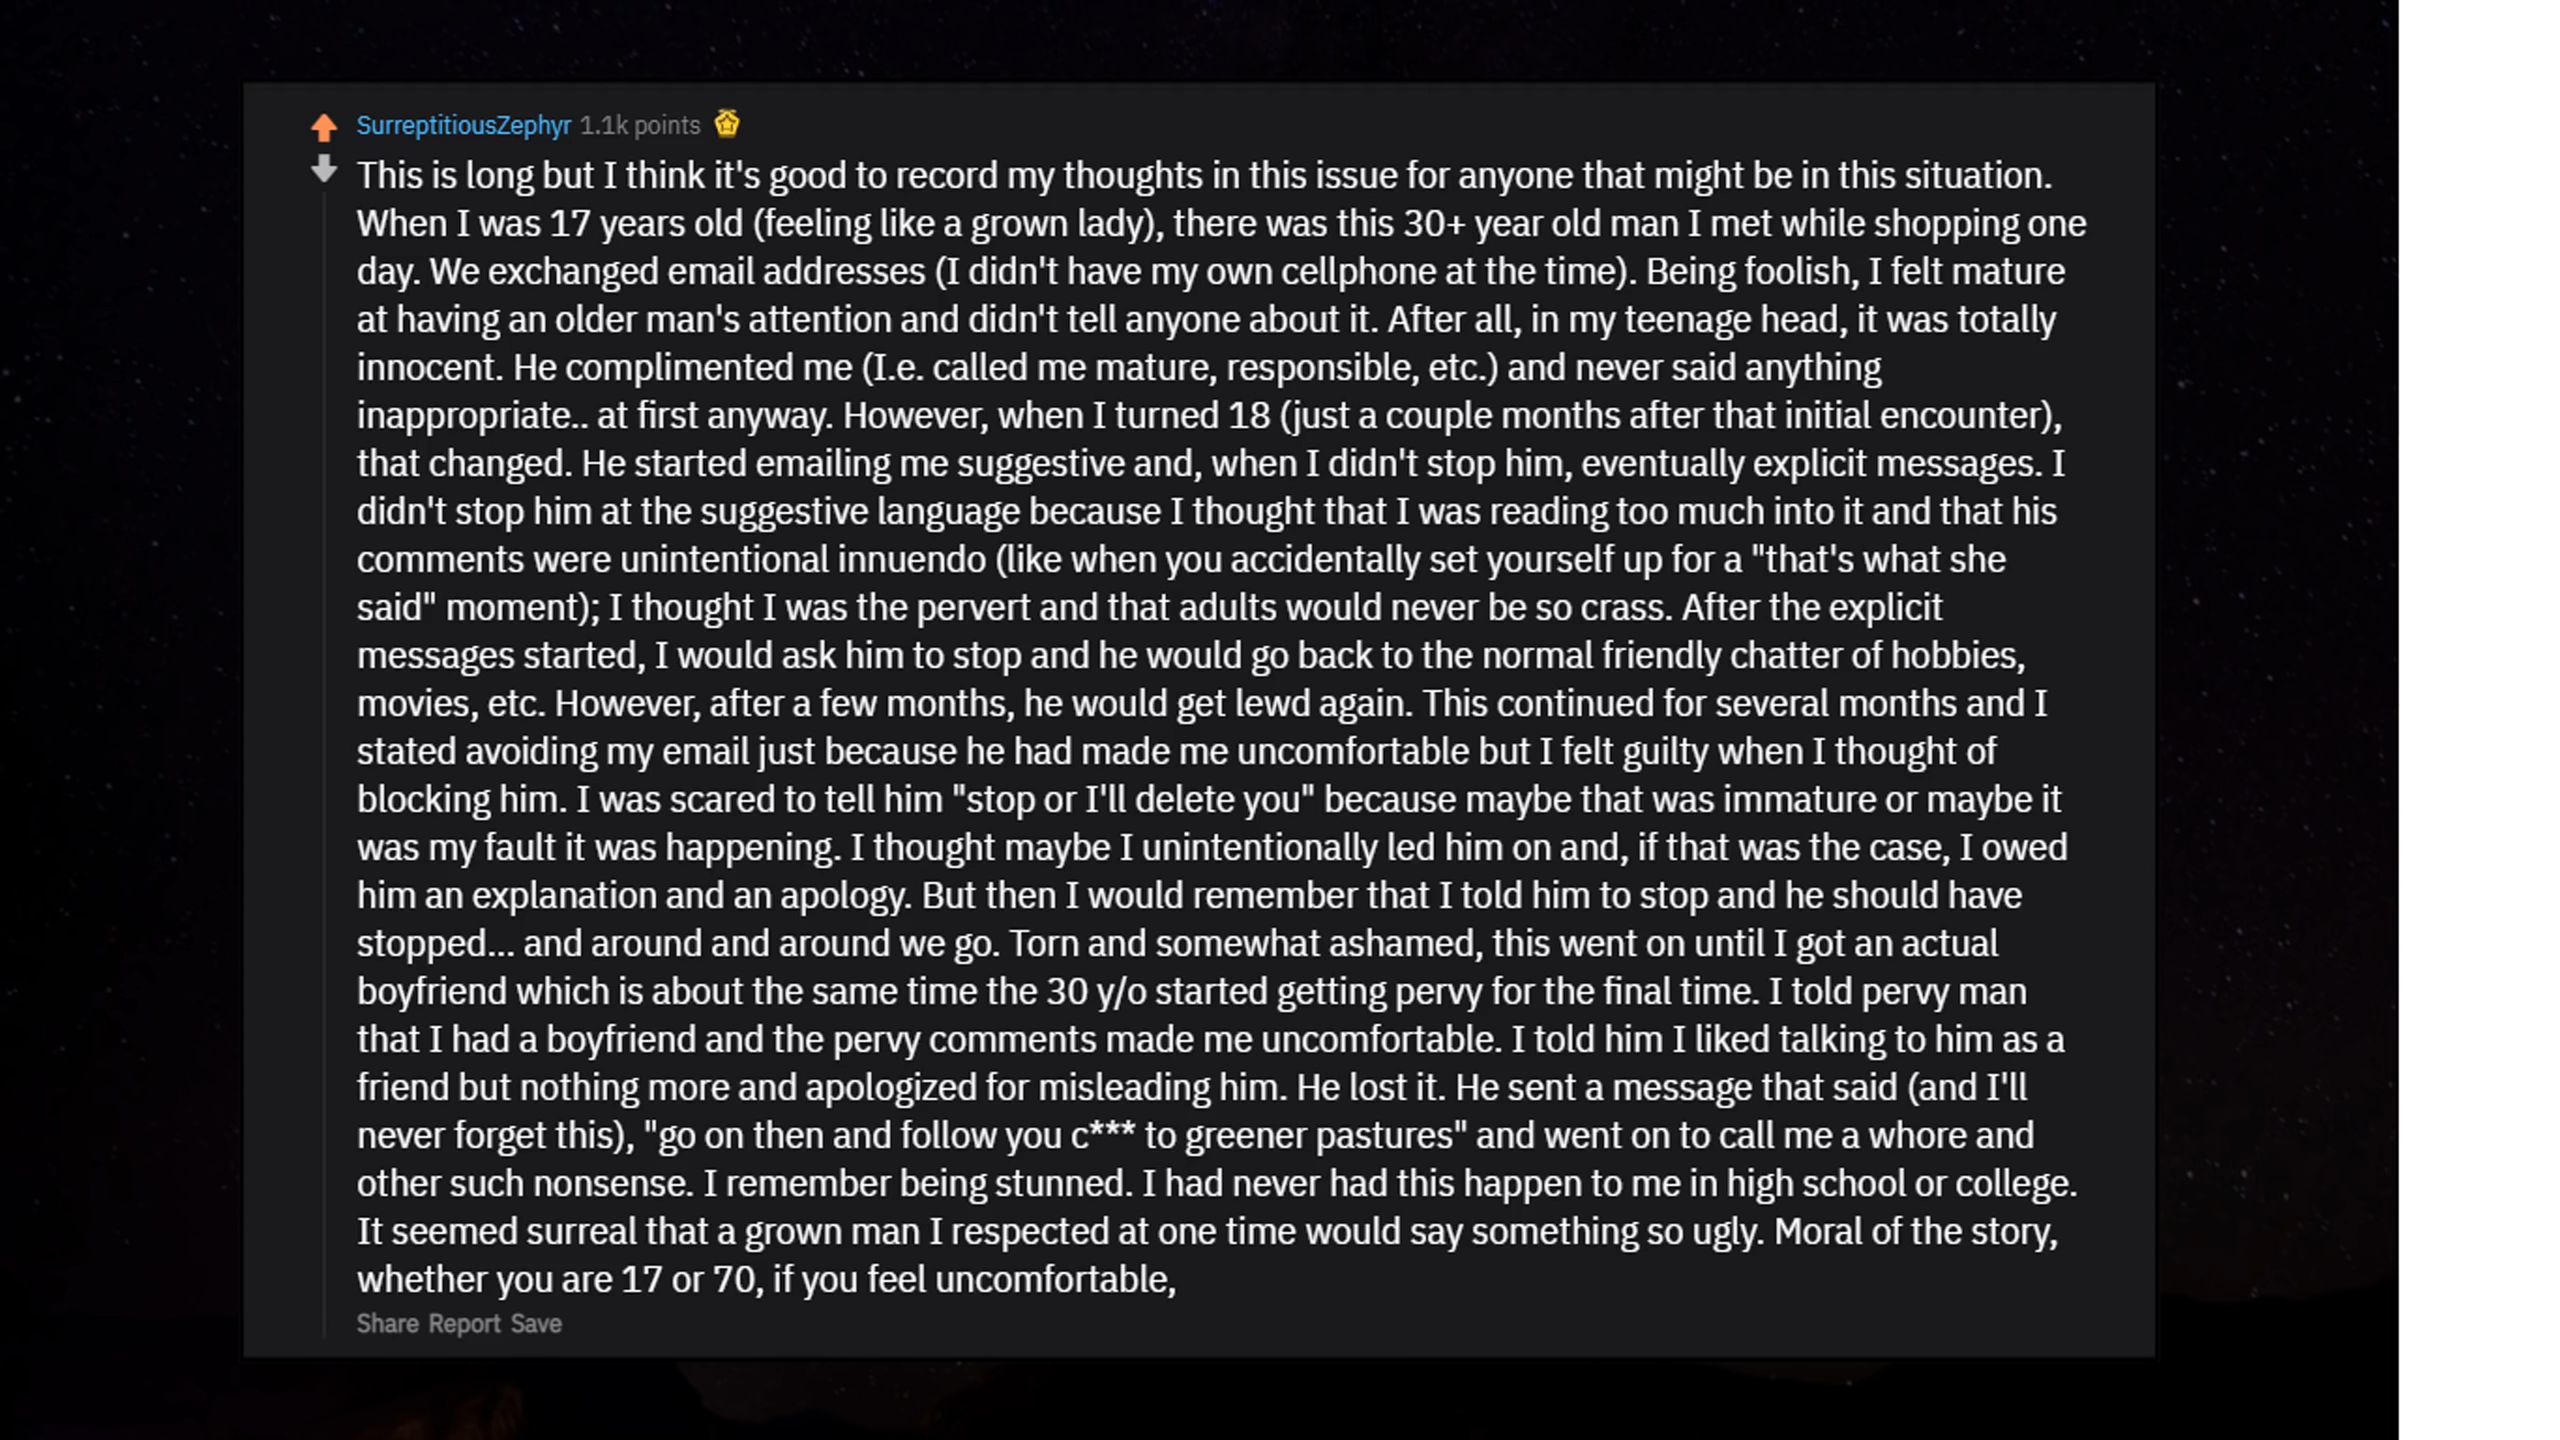 SurreptitiousZephyr 1.1k points
This is long but I think it's good to record my thoughts in this issue for anyone that might be in this situation.
When I was 17 years old (feeling like a grown lady), there was this 30+ year old man I met while shopping one
day. We exchanged email addresses (I didn't have my own cellphone at the time). Being foolish, I felt mature
at having an older man's attention and didn't tell anyone about it. After all, in my teenage head, it was totally
innocent. He complimented me (I.e. called me mature, responsible, etc.) and never said anything
inappropriate.. at first anyway. However, when I turned 18 (just a couple months after that initial encounter),
that changed. He started emailing me suggestive and, when I didn't stop him, eventually explicit messages. I
didn't stop him at the suggestive language because I thought that I was reading too much into it and that his
comments were unintentional innuendo (like when you accidentally set yourself up for a "that's what she
said" moment); I thought I was the pervert and that adults would never be so crass. After the explicit
messages started, I would ask him to stop and he would go back to the normal friendly chatter of hobbies,
movies, etc. However, after a few months, he would get lewd again. This continued for several months and I
stated avoiding my email just because he had made me uncomfortable but I felt guilty when I thought of
blocking him. I was scared to tell him "stop or I'll delete you" because maybe that was immature or maybe it
was my fault it was happening. I thought maybe I unintentionally led him on and, if that was the case, I owed
him an explanation and an apology. But then I would remember that I told him to stop and he should have
stopped... and around and around we go. Torn and somewhat ashamed, this went on until I got an actual
boyfriend which is about the same time the 30 y/o started getting pervy for the final time. I told pervy man
that I had a boyfriend and the pervy comments made me uncomfortable. I told him I liked talking to him as a
friend but nothing more and apologized for misleading him. He lost it. He sent a message that said (and I'll
never forget this), "go on then and follow you c*** to greener pastures" and went on to call me a whore and
other such nonsense. I remember being stunned. I had never had this happen to me in high school or college.
It seemed surreal that a grown man I respected at one time would say something so ugly. Moral of the story,
whether you are 17 or 70, if you feel uncomfortable,
Share Report Save